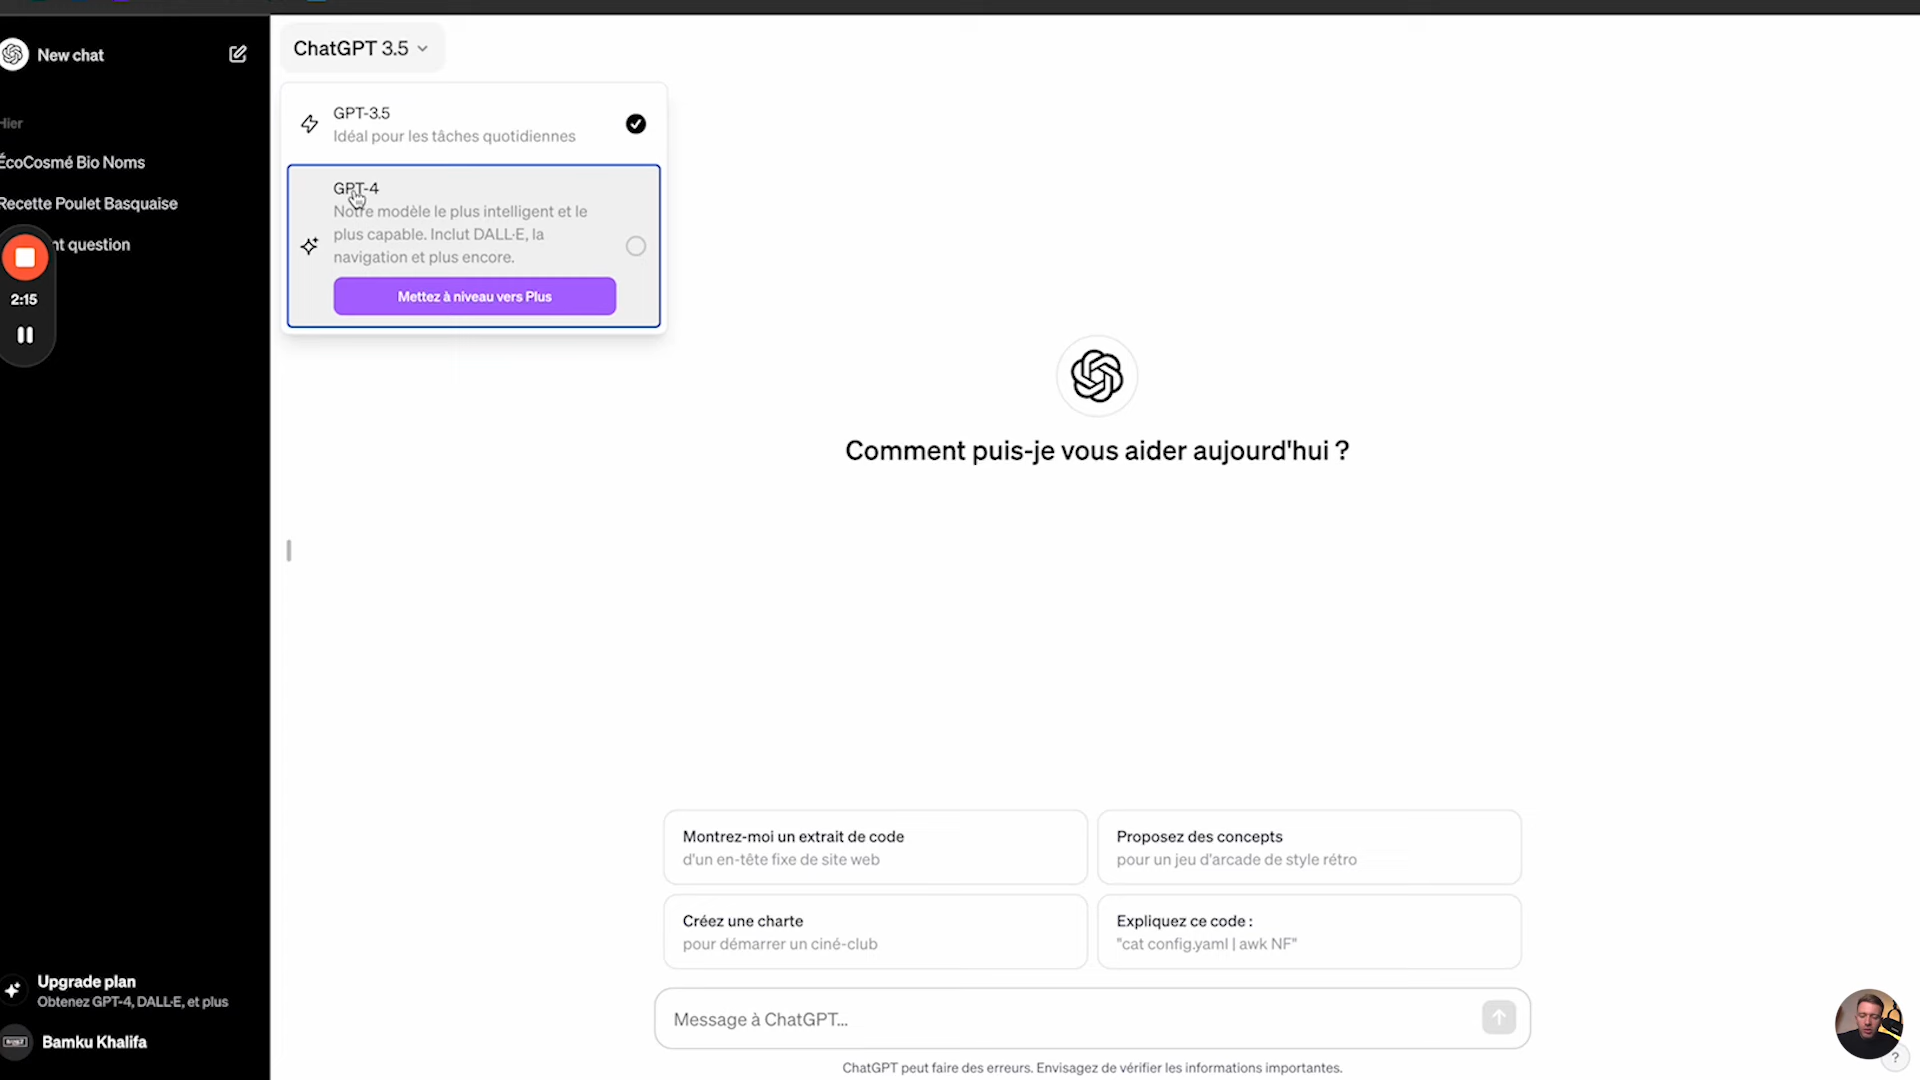 New chat
Hier
ÉcoCosmé Bio Noms
Recette Poulet Basquaise
nt question
2:15
Upgrade plan
Obtenez GPT-4, DALL·E, et plus
Bamku Khalifa
ChatGPT 3.5
GPT-3.5
Idéal pour les tâches quotidiennes
GPT-4
Notre modèle le plus intelligent et le
plus capable. Inclut DALL·E, la
navigation et plus encore.
Mettez à niveau vers Plus
Comment puis-je vous aider aujourd'hui ?
Montrez-moi un extrait de code
d'un en-tête fixe de site web
Proposez des concepts
pour un jeu d'arcade de style rétro
Créez une charte
pour démarrer un ciné-club
Expliquez ce code :
"cat config.yaml | awk NF"
Message à ChatGPT...
ChatGPT peut faire des erreurs. Envisagez de vérifier les informations importantes.
?